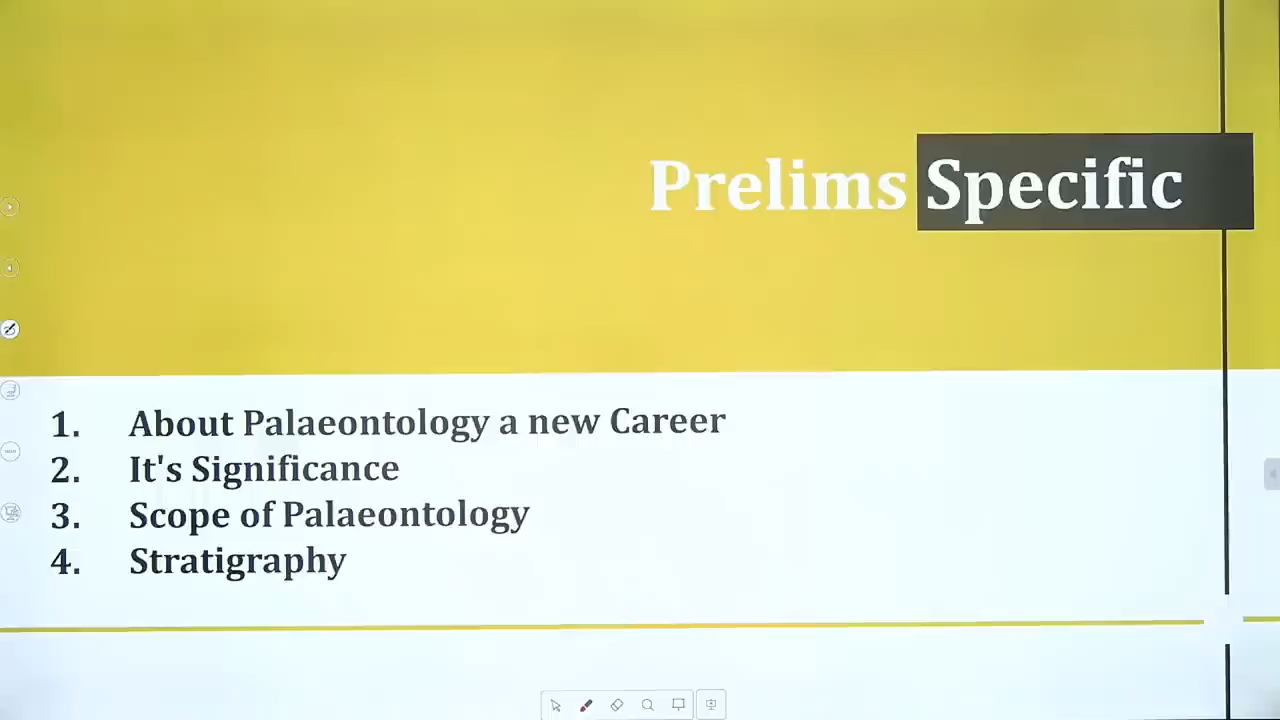 Prelims Specific
1. About Palaeontology a new Career
2. It's Significance
3. Scope of Palaeontology
4. Stratigraphy